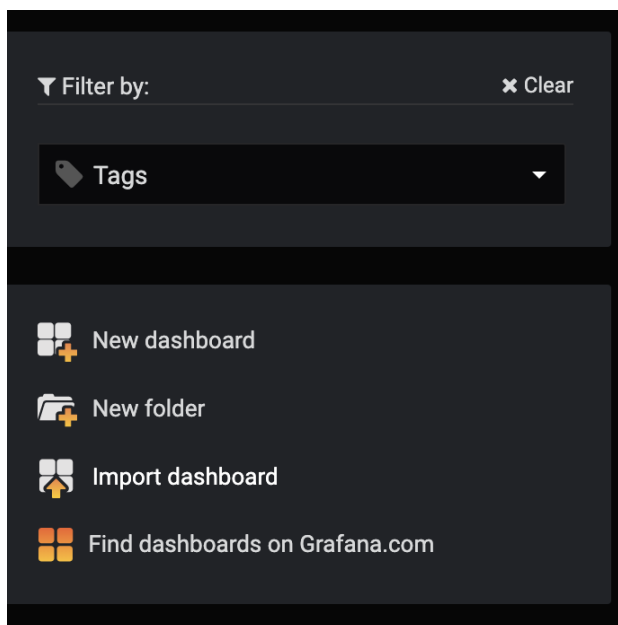 Filter by:
Clear
Tags
New dashboard
New folder
Import dashboard
Find dashboards on Grafana.com